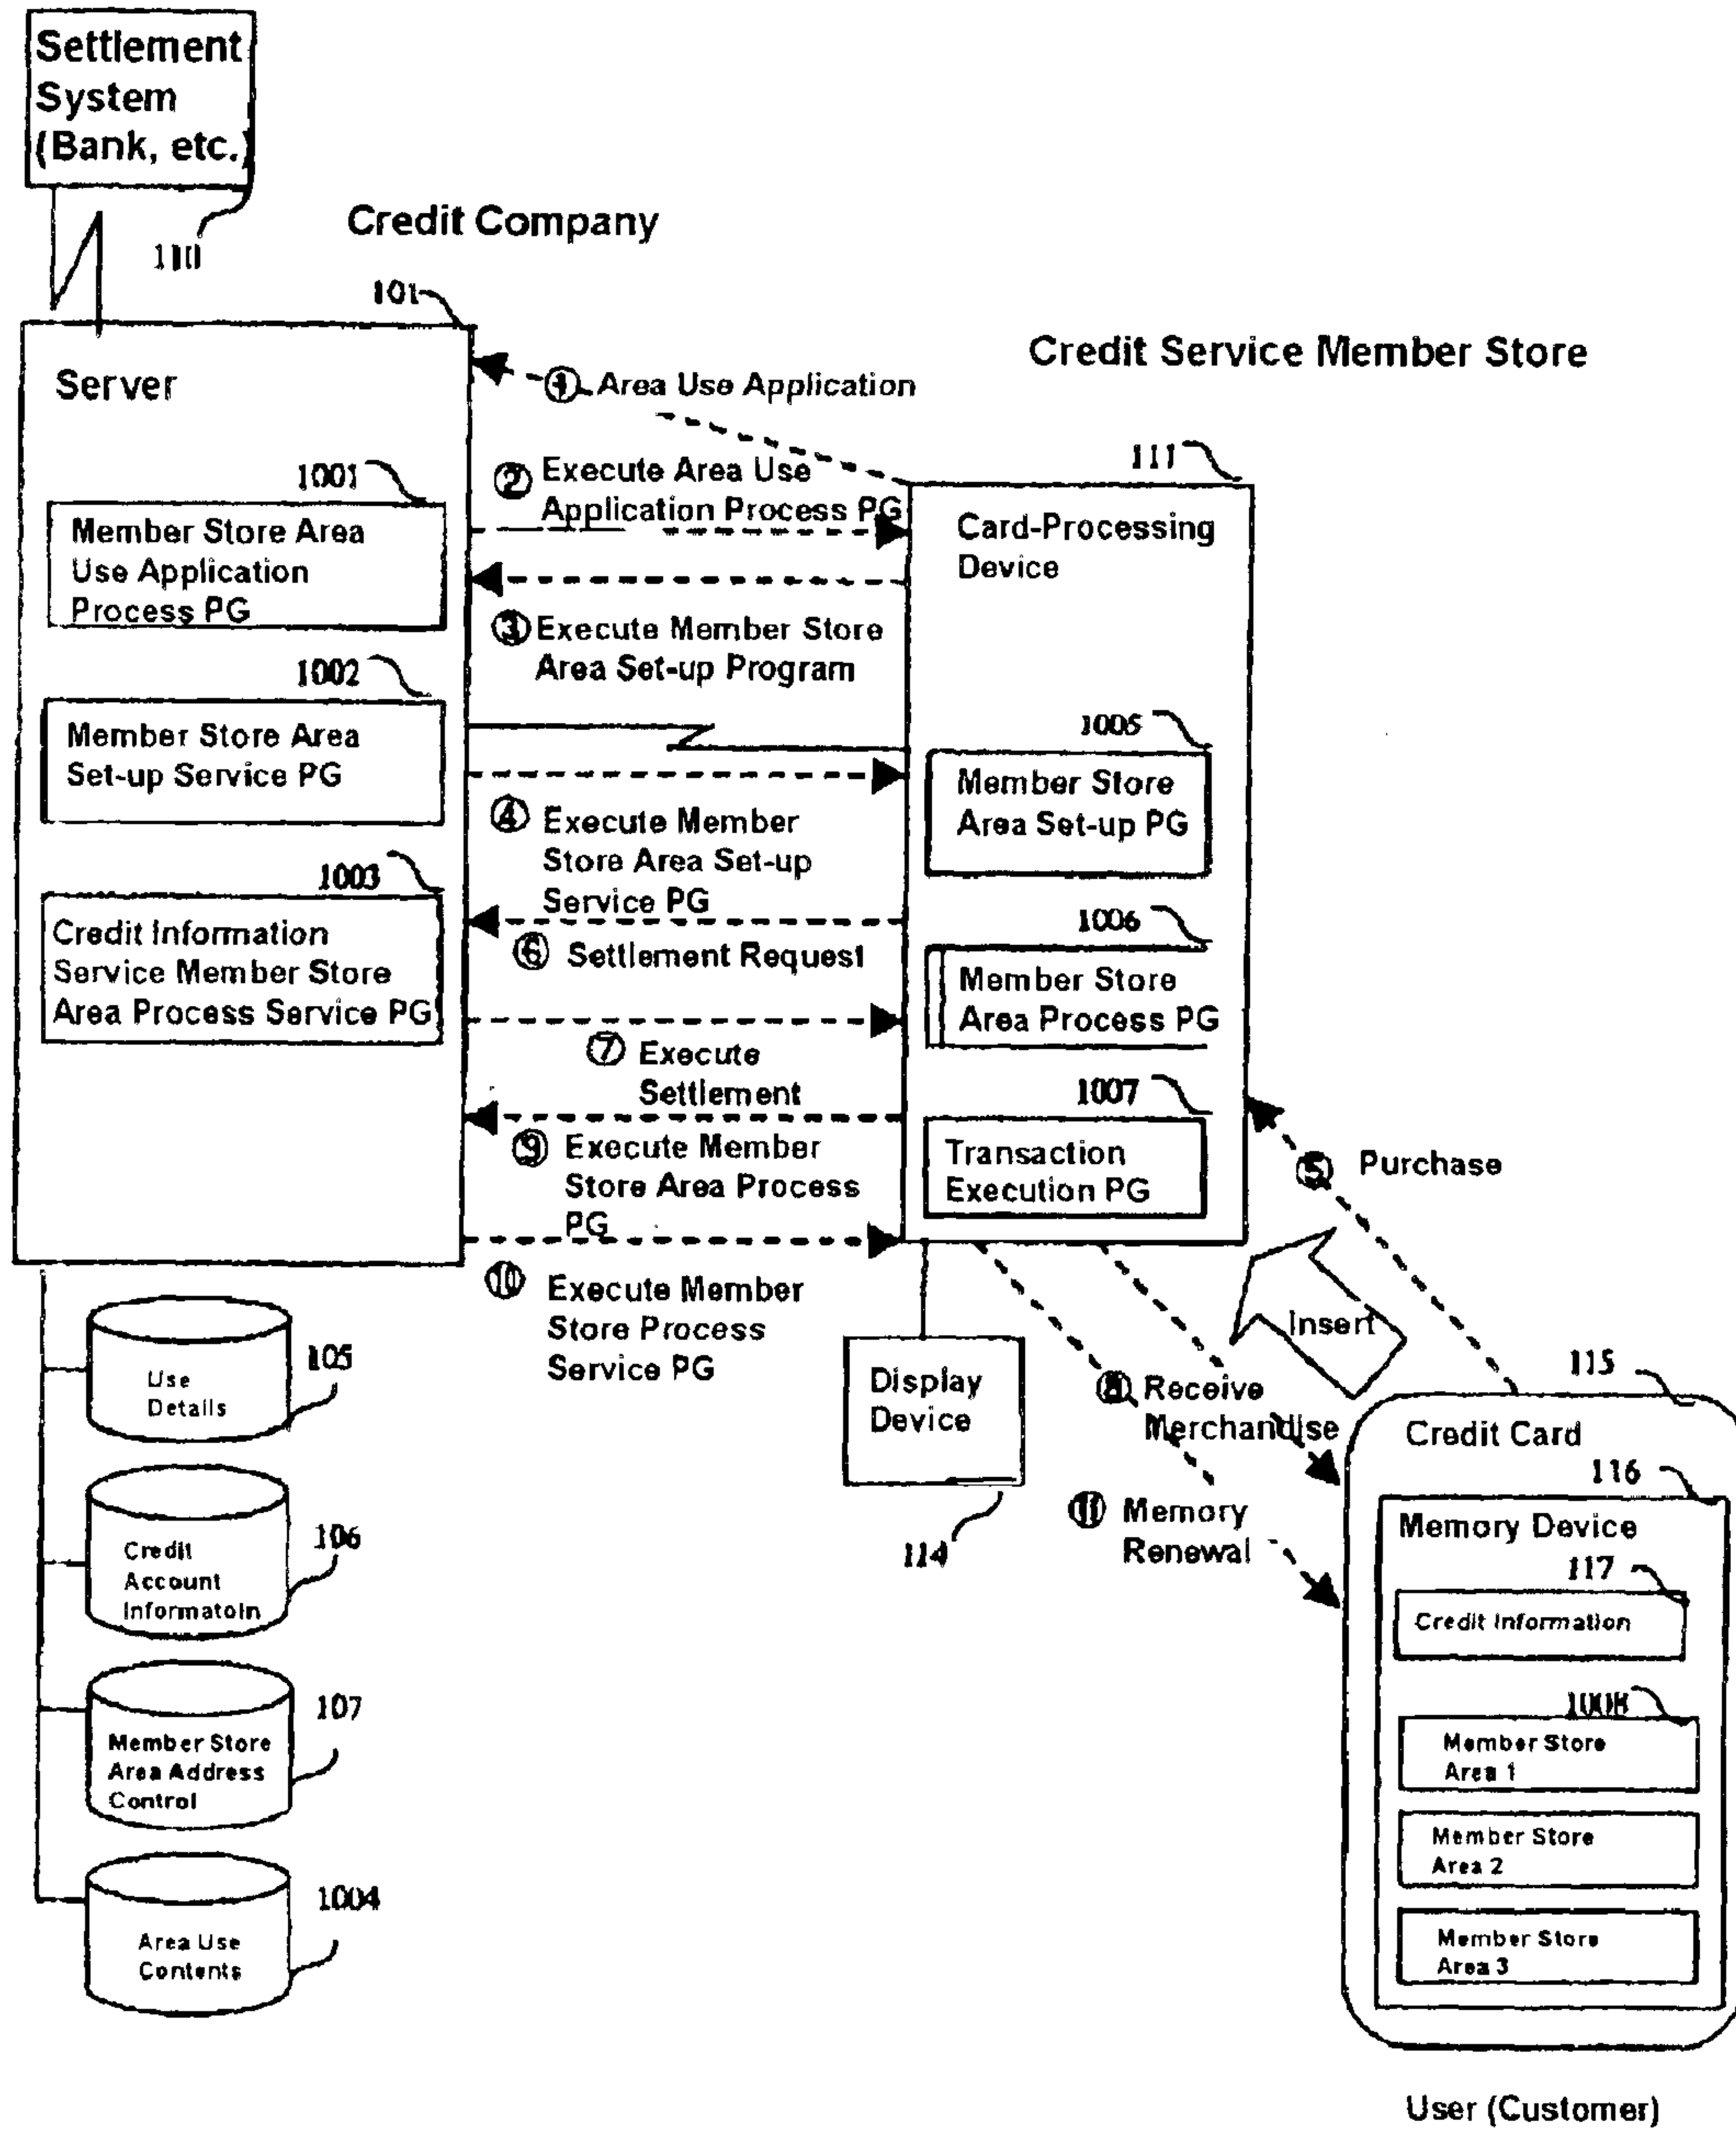 Settlement
System
(Bank, etc.)
110
Credit Company
101
Server
1001
Member Store Area
Use Application
Process PG
1002
Member Store Area
Set-up Service PG
1003
Credit Information
Service Member Store
Area Process Service PG
Credit Service Member Store
① Area Use Application
② Execute Area Use
Application Process PG
③ Execute Member Store
Area Set-up Program
④ Execute Member
Store Area Set-up
Service PG
⑥ Settlement Request
⑦ Execute
Settlement
⑨ Execute Member
Store Area Process
PG
⑩ Execute Member
Store Process
Service PG
111
Card-Processing
Device
1005
Member Store
Area Set-up PG
1006
Member Store
Area Process PG
1007
Transaction
Execution PG
⑤ Purchase
Insert
Display
Device
114
⑧ Receive
Merchandise
⑪ Memory
Renewal
115
Credit Card
116
Memory Device
117
Credit Information
1008
Member Store
Area 1
Member Store
Area 2
Member Store
Area 3
User (Customer)
105
Use
Details
106
Credit
Account
Informatoin
107
Member Store
Area Address
Control
1004
Area Use
Contents